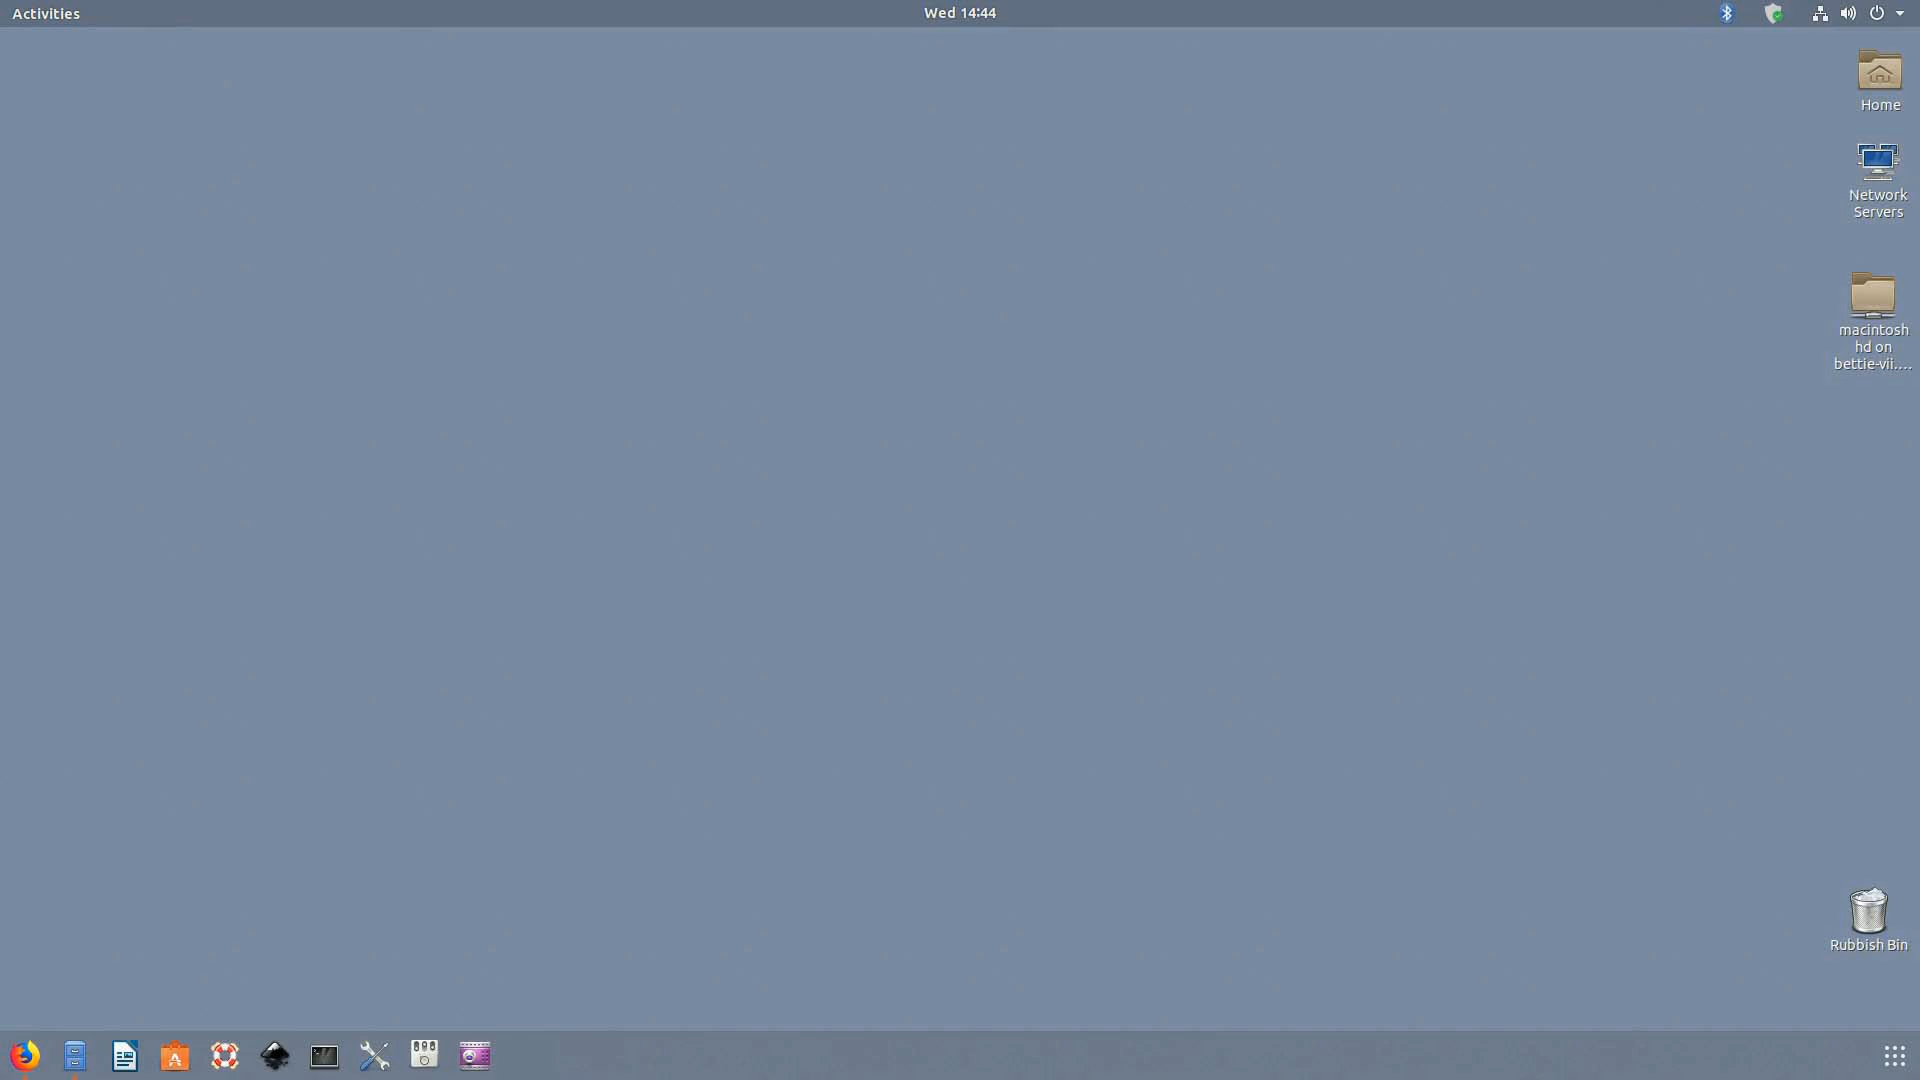 Activities
Wed 14:44
Home
Network
Servers
macintosh
hd on
bettie-vii....
Rubbish Bin